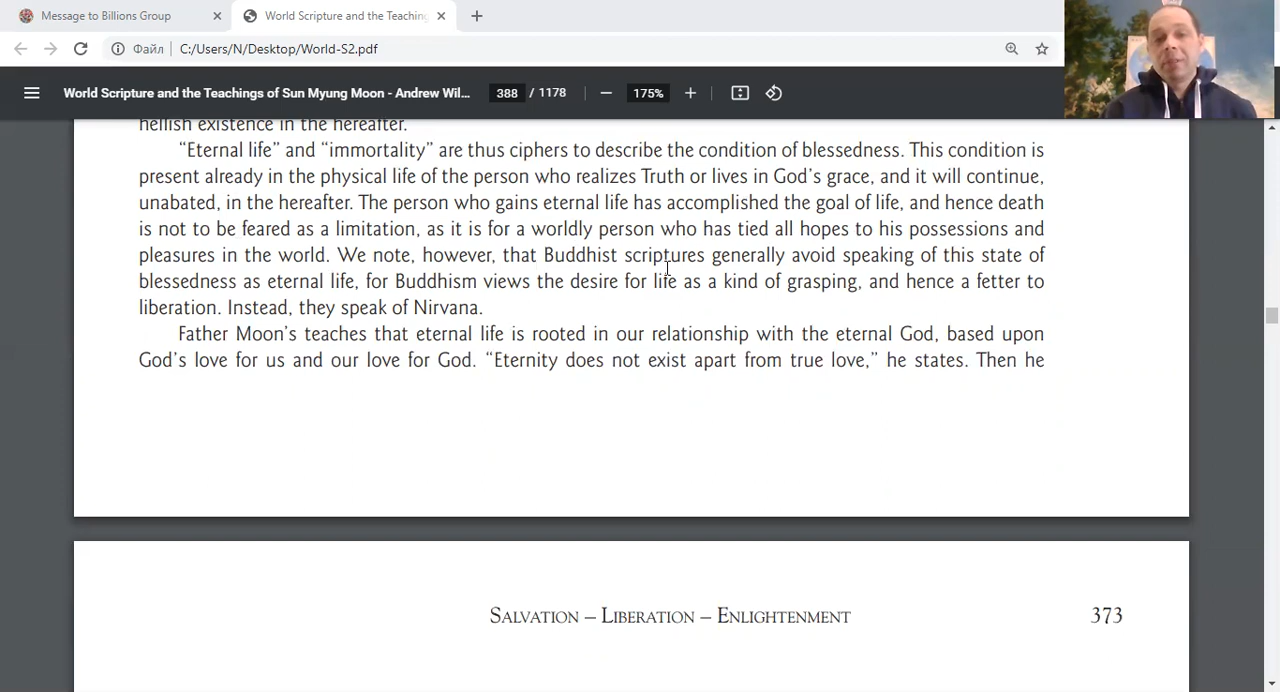 Message to Billions Group
World Scripture and the Teaching
Файл
C:/Users/N/Desktop/World-S2.pdf
World Scripture and the Teachings of Sun Myung Moon - Andrew Wil...
388 / 1178
175%
hellish existence in the hereafter.
“Eternal life” and “immortality” are thus ciphers to describe the condition of blessedness. This condition is
present already in the physical life of the person who realizes Truth or lives in God’s grace, and it will continue,
unabated, in the hereafter. The person who gains eternal life has accomplished the goal of life, and hence death
is not to be feared as a limitation, as it is for a worldly person who has tied all hopes to his possessions and
pleasures in the world. We note, however, that Buddhist scriptures generally avoid speaking of this state of
blessedness as eternal life, for Buddhism views the desire for life as a kind of grasping, and hence a fetter to
liberation. Instead, they speak of Nirvana.
Father Moon’s teaches that eternal life is rooted in our relationship with the eternal God, based upon
God’s love for us and our love for God. “Eternity does not exist apart from true love,” he states. Then he
Salvation – Liberation – Enlightenment
373